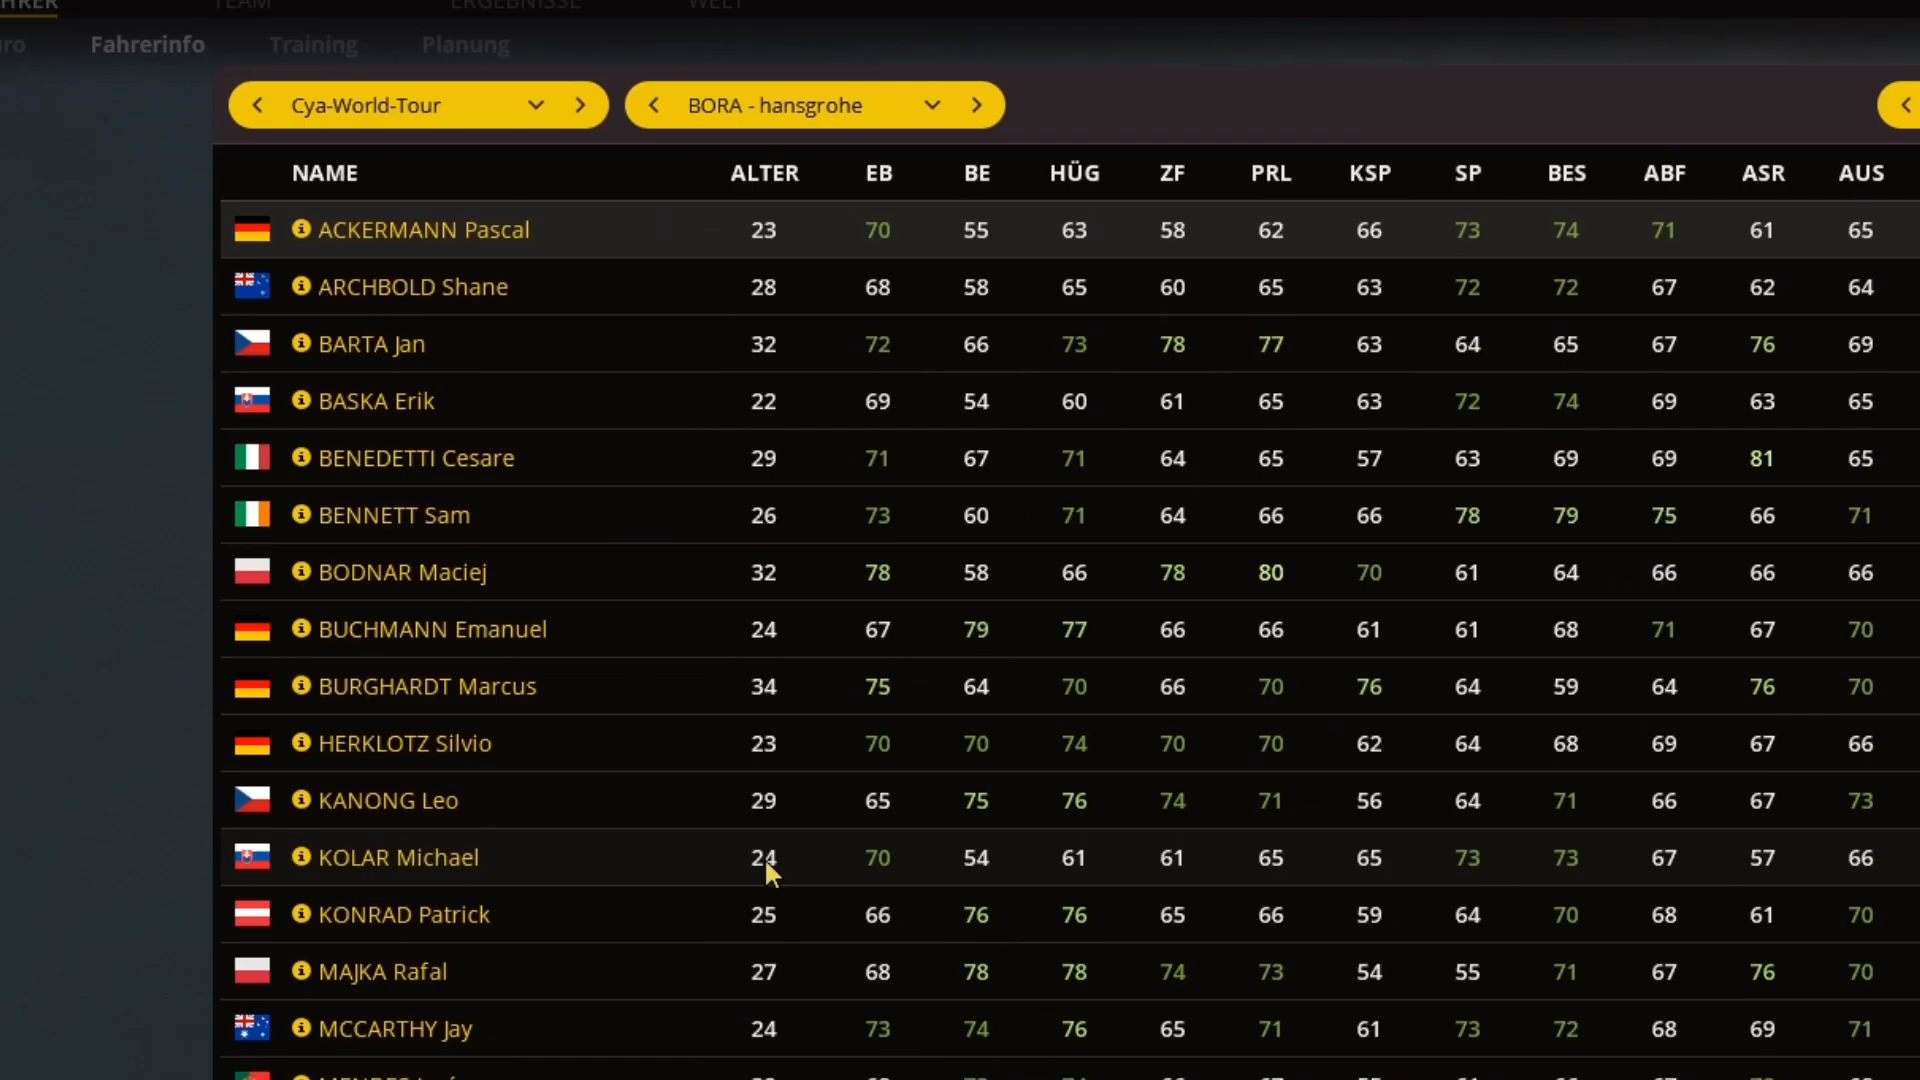 TEAM ERGEBNISSE WELT
Fahrerinfo Training Planung
Cya-World-Tour BORA - hansgrohe
NAME ALTER EB BE HÜG ZF PRL KSP SP BES ABF ASR AUS
ACKERMANN Pascal 23 70 55 63 58 62 66 73 74 71 61 65
ARCHBOLD Shane 28 68 58 65 60 65 63 72 72 67 62 64
BARTA Jan 32 72 66 73 78 77 63 64 65 67 76 69
BASKA Erik 22 69 54 60 61 65 63 72 74 69 63 65
BENEDETTI Cesare 29 71 67 71 64 65 57 63 69 69 81 65
BENNETT Sam 26 73 60 71 64 66 66 78 79 75 66 71
BODNAR Maciej 32 78 58 66 78 80 70 61 64 66 66 66
BUCHMANN Emanuel 24 67 79 77 66 66 61 61 68 71 67 70
BURGHARDT Marcus 34 75 64 70 66 70 76 64 59 64 76 70
HERKLOTZ Silvio 23 70 70 74 70 70 62 64 68 69 67 66
KANONG Leo 29 65 75 76 74 71 56 64 71 66 67 73
KOLAR Michael 24 70 54 61 61 65 65 73 73 67 57 66
KONRAD Patrick 25 66 76 76 65 66 59 64 70 68 61 70
MAJKA Rafal 27 68 78 78 74 73 54 55 71 67 76 70
MCCARTHY Jay 24 73 74 76 65 71 61 73 72 68 69 71